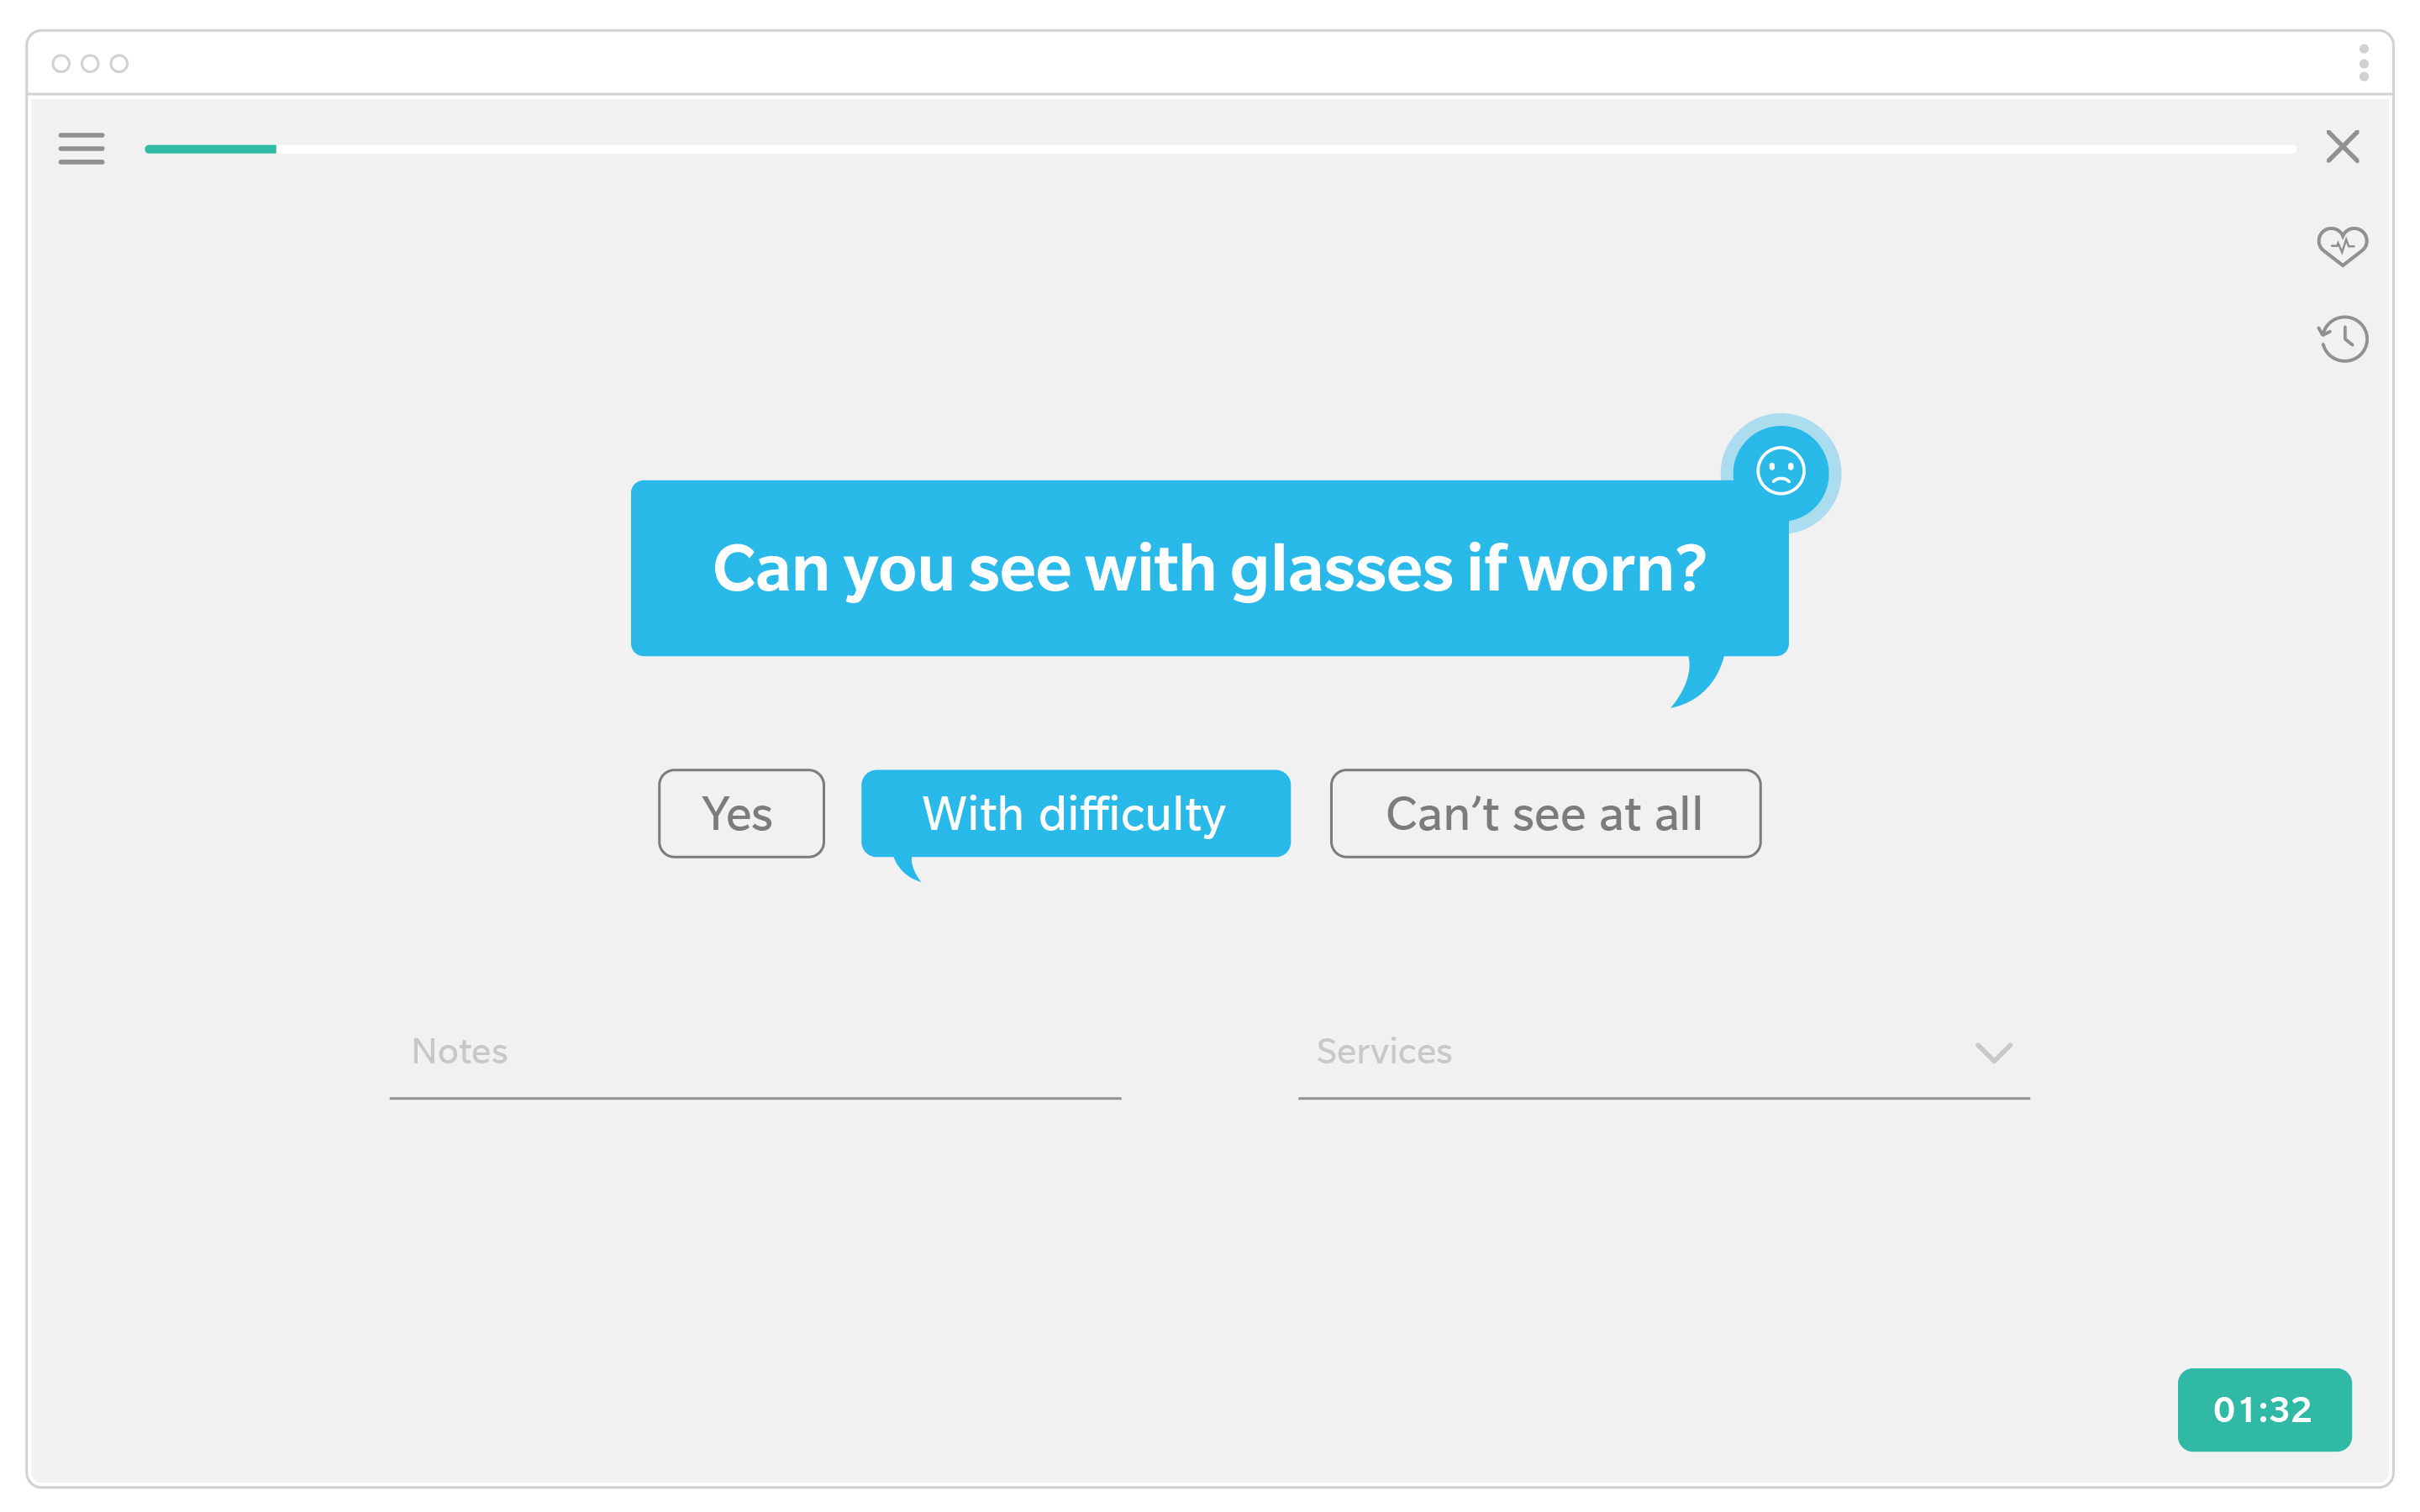 Can you see with glasses if worn?
Yes
With difficulty
Can’t see at all
Notes
Services
01:32